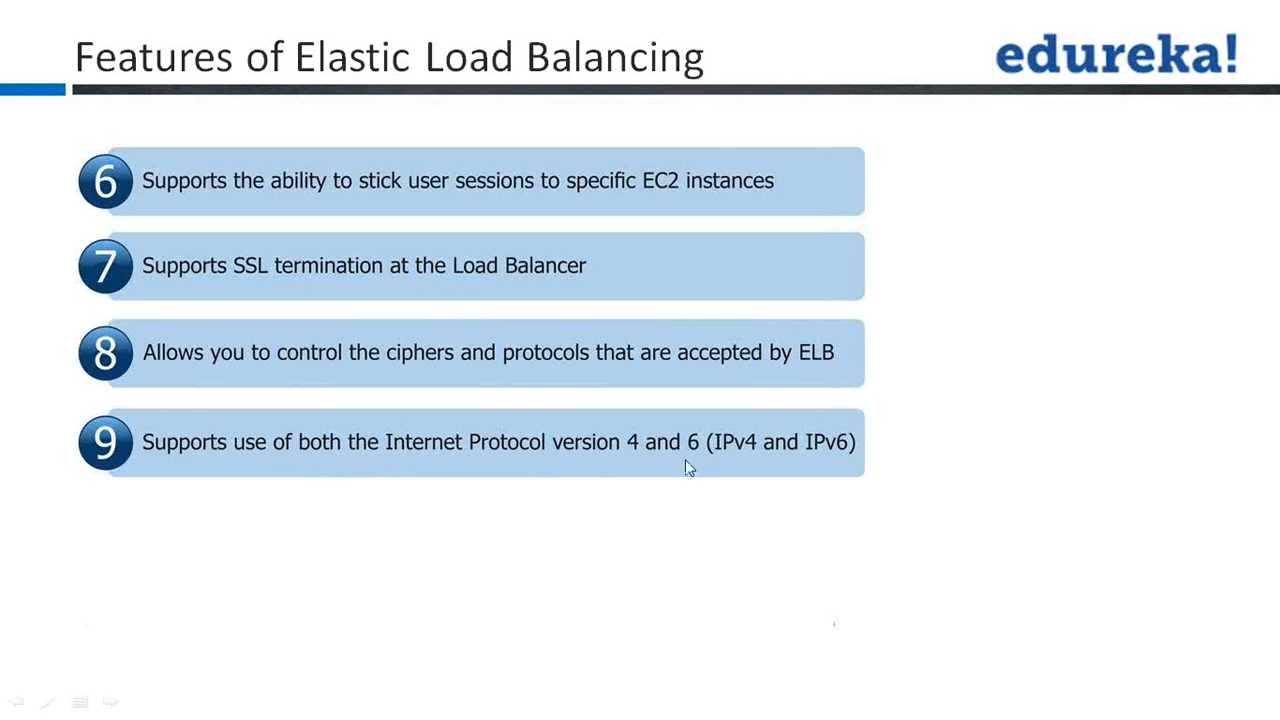 Features of Elastic Load Balancing
edureka!
6 Supports the ability to stick user sessions to specific EC2 instances
7 Supports SSL termination at the Load Balancer
8 Allows you to control the ciphers and protocols that are accepted by ELB
9 Supports use of both the Internet Protocol version 4 and 6 (IPv4 and IPv6)